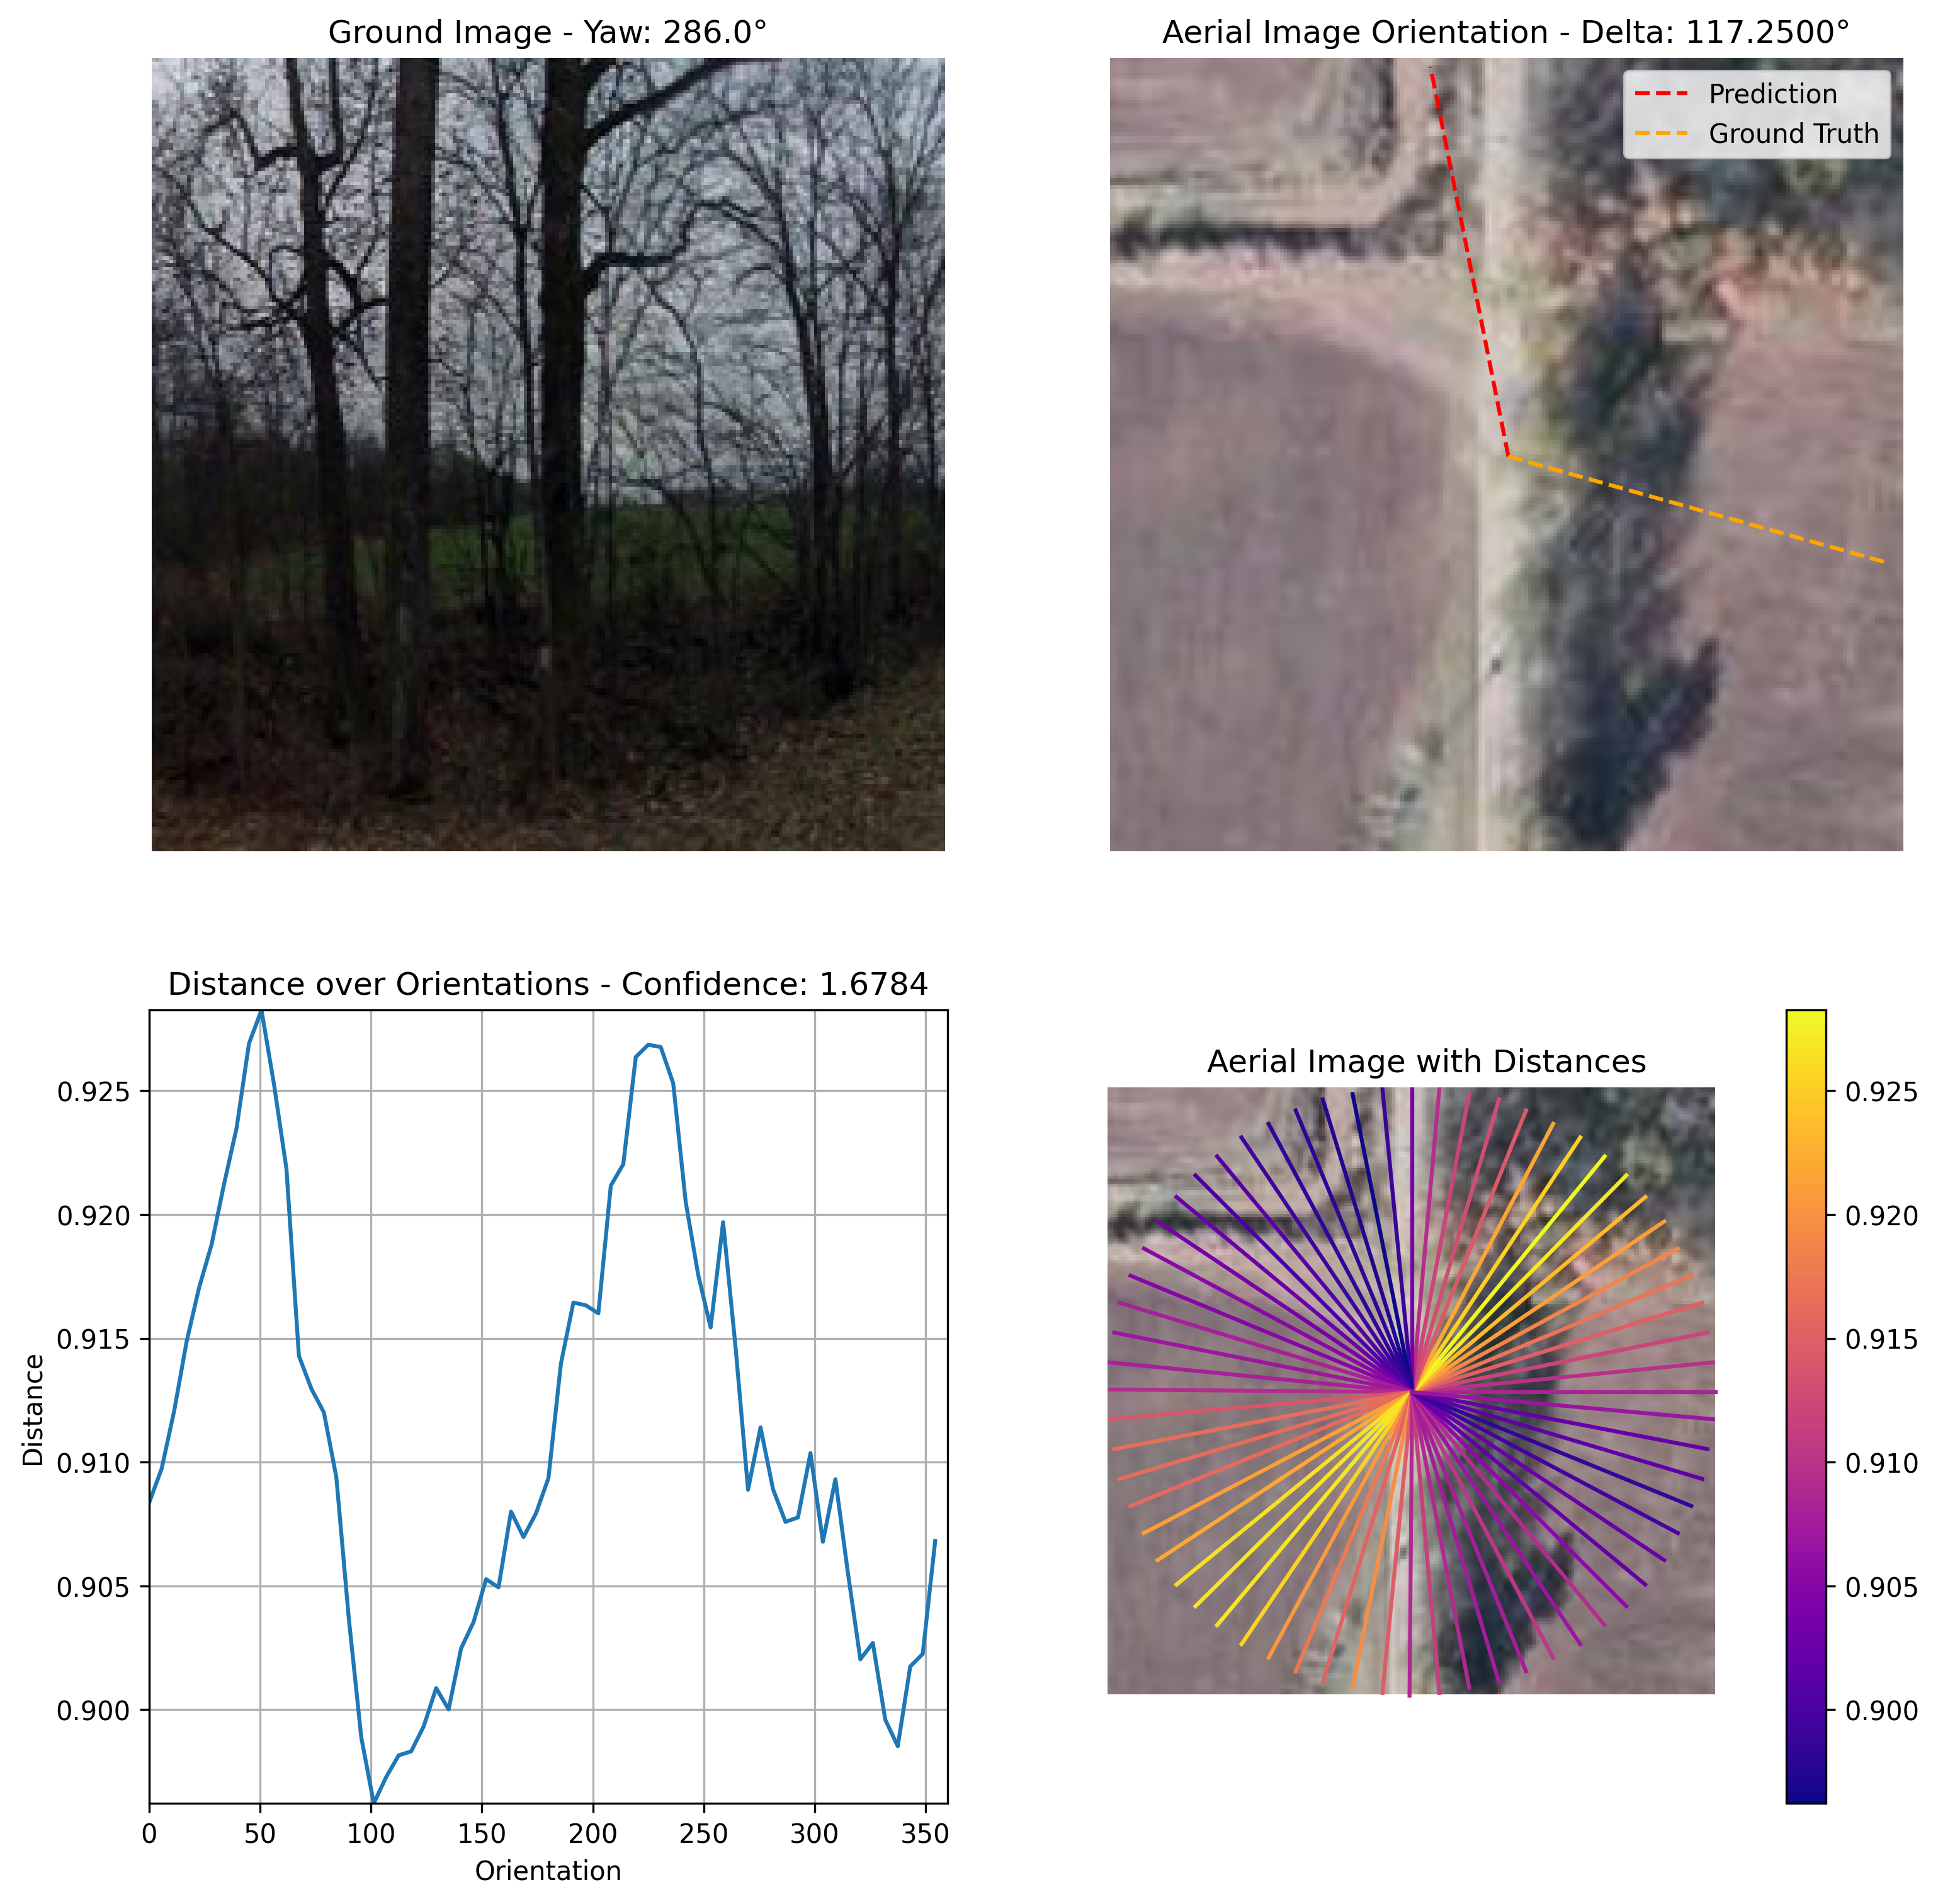 Ground Image - Yaw: 286.0°
Aerial Image Orientation - Delta: 117.2500°
Prediction
Ground Truth
Distance over Orientations - Confidence: 1.6784
0.925
0.920
0.915
0.910
0.905
0.900
Distance
0 50 100 150 200 250 300 350
Orientation
Aerial Image with Distances
0.925
0.920
0.915
0.910
0.905
0.900